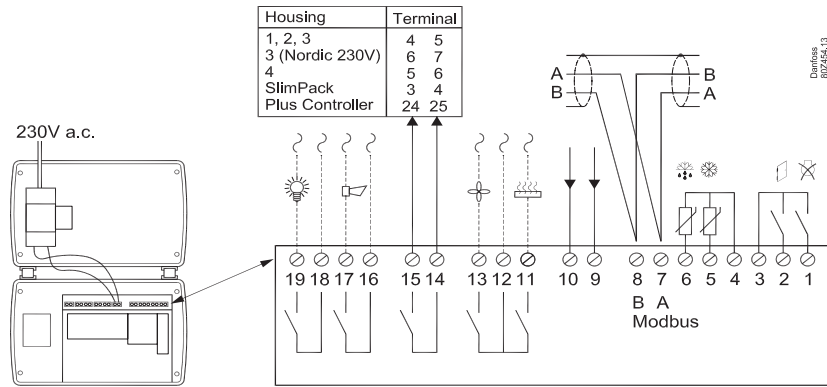 Housing Terminal
1, 2, 3 4 5
3 (Nordic 230V) 6 7
4 5 6
SlimPack 3 4
Plus Controller 24 25
Danfoss
80Z454.13
A B
B A
230V a.c.
19 18 17 16 15 14 13 12 11 10 9 8 7 6 5 4 3 2 1
B A
Modbus